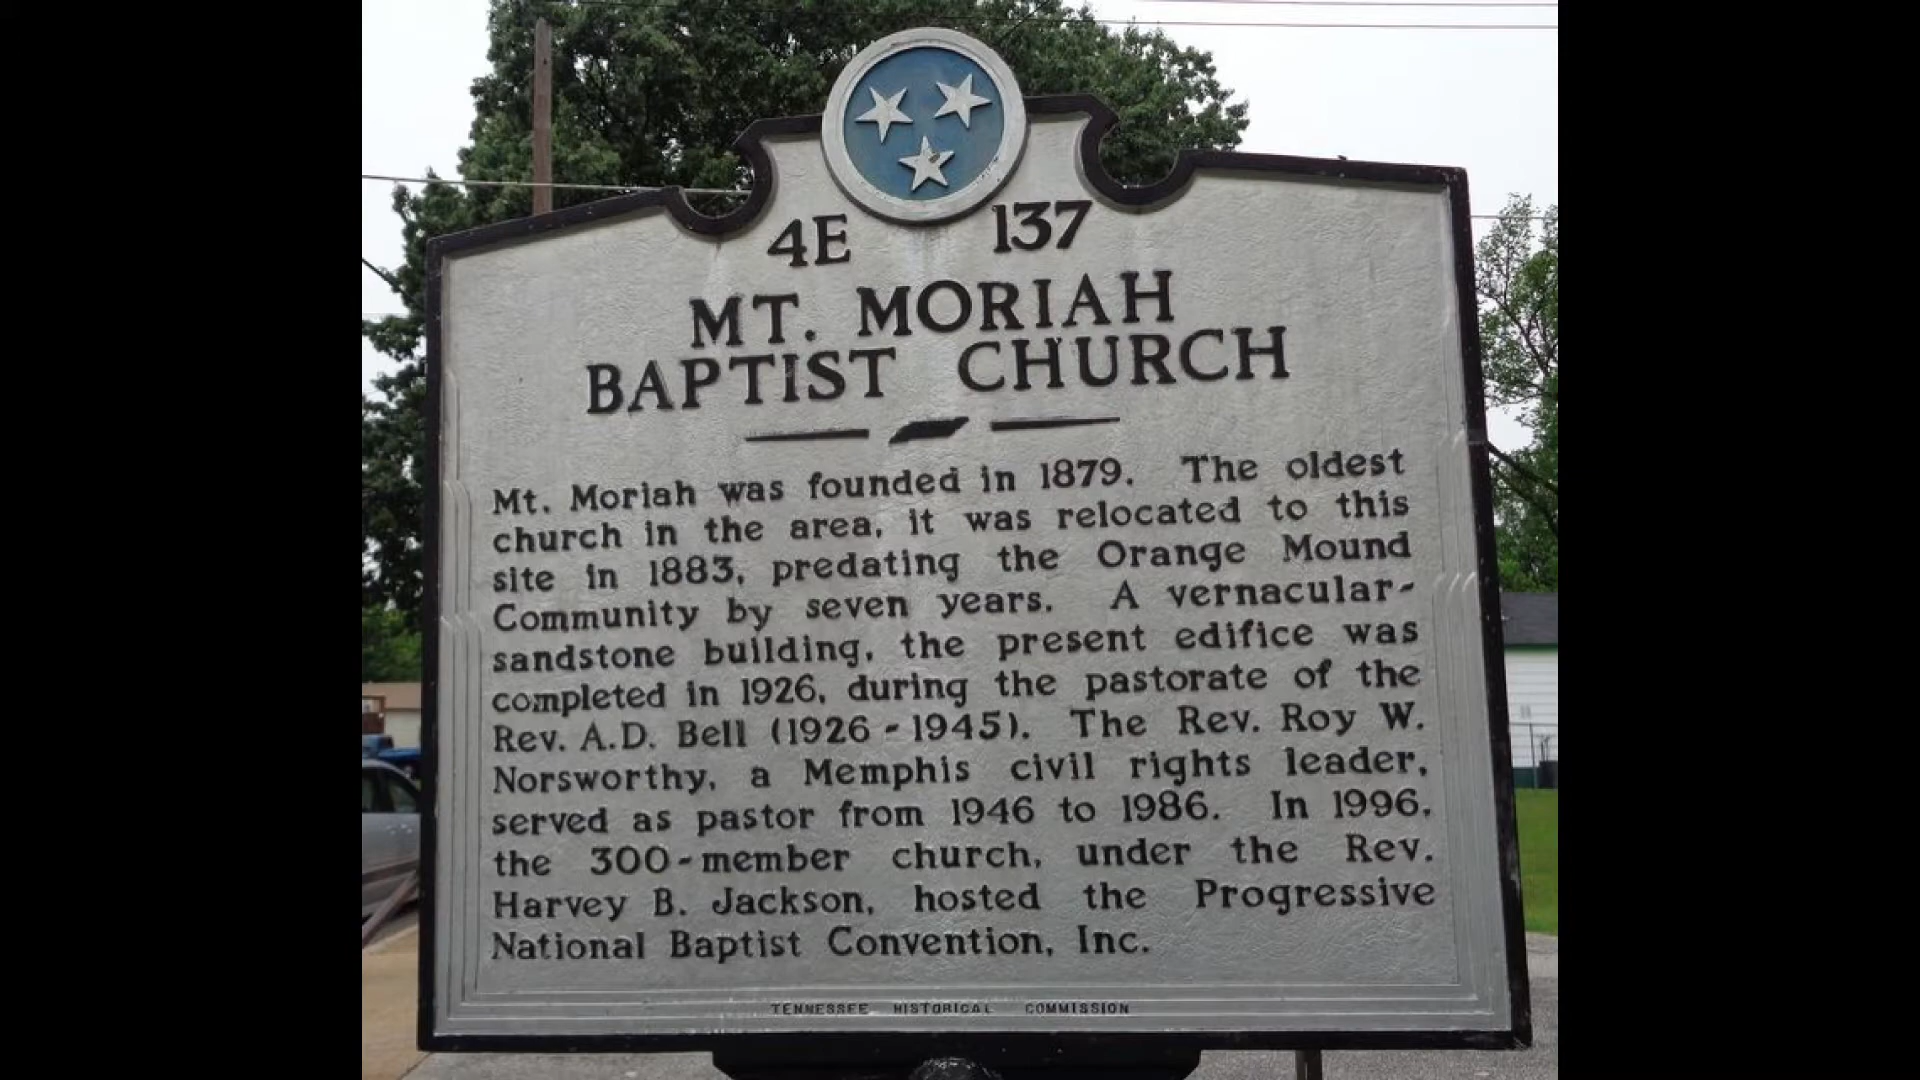 4E 137
MT. MORIAH
BAPTIST CHURCH
Mt. Moriah was founded in 1879. The oldest
church in the area, it was relocated to this
site in 1883, predating the Orange Mound
Community by seven years. A vernacular-
sandstone building, the present edifice was
completed in 1926, during the pastorate of the
Rev. A.D. Bell (1926-1945). The Rev. Roy W.
Norsworthy, a Memphis civil rights leader,
served as pastor from 1946 to 1986. In 1996,
the 300-member church, under the Rev.
Harvey B. Jackson, hosted the Progressive
National Baptist Convention, Inc.
TENNESSEE HISTORICAL COMMISSION